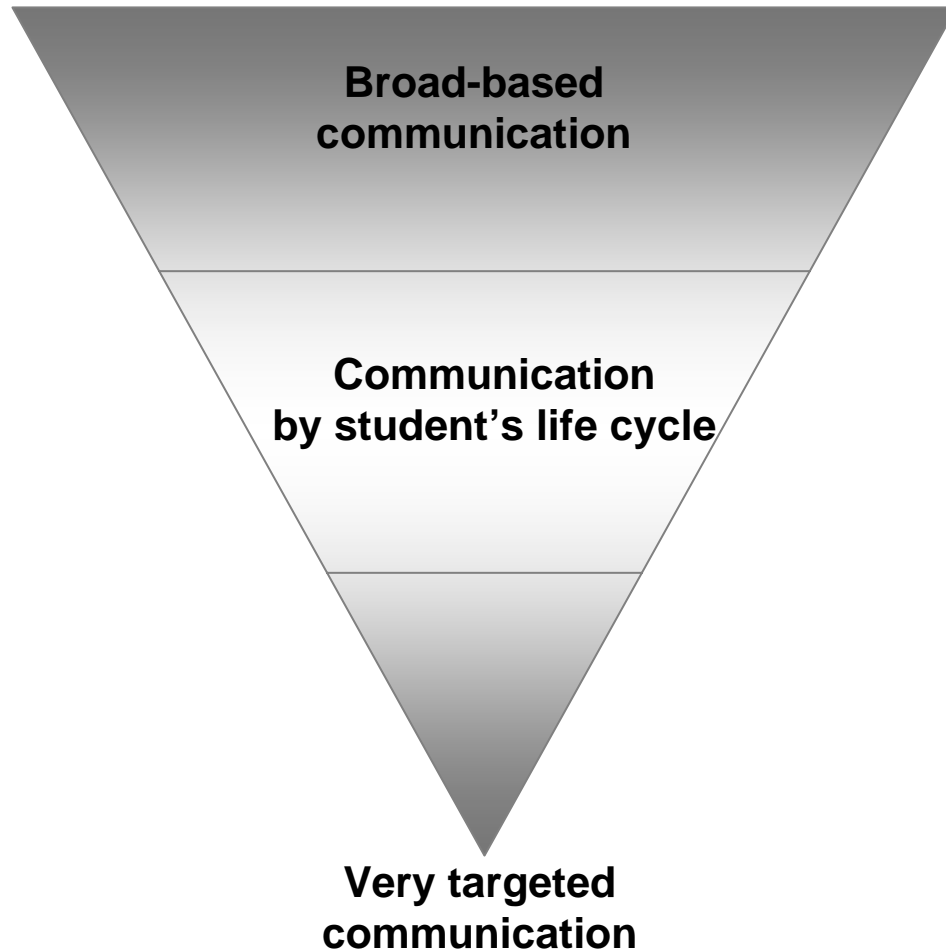 Broad-based
communication
Communication
by student’s life cycle
Very targeted
communication